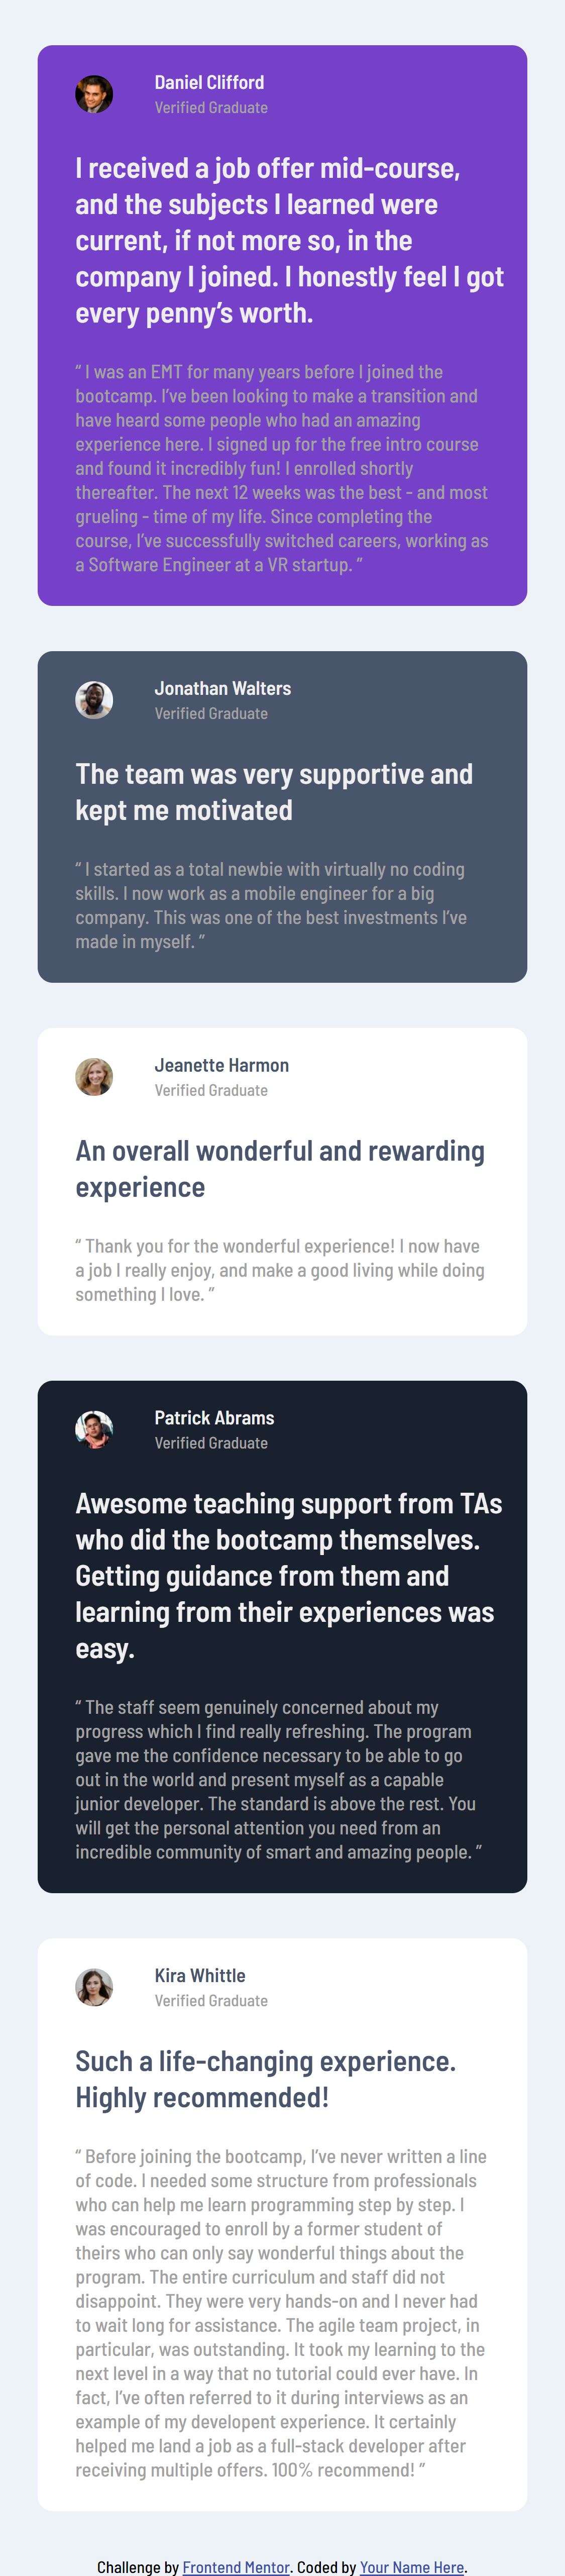 Daniel Clifford
Verified Graduate
I received a job offer mid-course,
and the subjects I learned were
current, if not more so, in the
company I joined. I honestly feel I got
every penny’s worth.
“ I was an EMT for many years before I joined the
bootcamp. I’ve been looking to make a transition and
have heard some people who had an amazing
experience here. I signed up for the free intro course
and found it incredibly fun! I enrolled shortly
thereafter. The next 12 weeks was the best - and most
grueling - time of my life. Since completing the
course, I’ve successfully switched careers, working as
a Software Engineer at a VR startup. ”
Jonathan Walters
Verified Graduate
The team was very supportive and
kept me motivated
“ I started as a total newbie with virtually no coding
skills. I now work as a mobile engineer for a big
company. This was one of the best investments I’ve
made in myself. ”
Jeanette Harmon
Verified Graduate
An overall wonderful and rewarding
experience
“ Thank you for the wonderful experience! I now have
a job I really enjoy, and make a good living while doing
something I love. ”
Patrick Abrams
Verified Graduate
Awesome teaching support from TAs
who did the bootcamp themselves.
Getting guidance from them and
learning from their experiences was
easy.
“ The staff seem genuinely concerned about my
progress which I find really refreshing. The program
gave me the confidence necessary to be able to go
out in the world and present myself as a capable
junior developer. The standard is above the rest. You
will get the personal attention you need from an
incredible community of smart and amazing people. ”
Kira Whittle
Verified Graduate
Such a life-changing experience.
Highly recommended!
“ Before joining the bootcamp, I’ve never written a line
of code. I needed some structure from professionals
who can help me learn programming step by step. I
was encouraged to enroll by a former student of
theirs who can only say wonderful things about the
program. The entire curriculum and staff did not
disappoint. They were very hands-on and I never had
to wait long for assistance. The agile team project, in
particular, was outstanding. It took my learning to the
next level in a way that no tutorial could ever have. In
fact, I’ve often referred to it during interviews as an
example of my developent experience. It certainly
helped me land a job as a full-stack developer after
receiving multiple offers. 100% recommend! ”
Challenge by Frontend Mentor. Coded by Your Name Here.